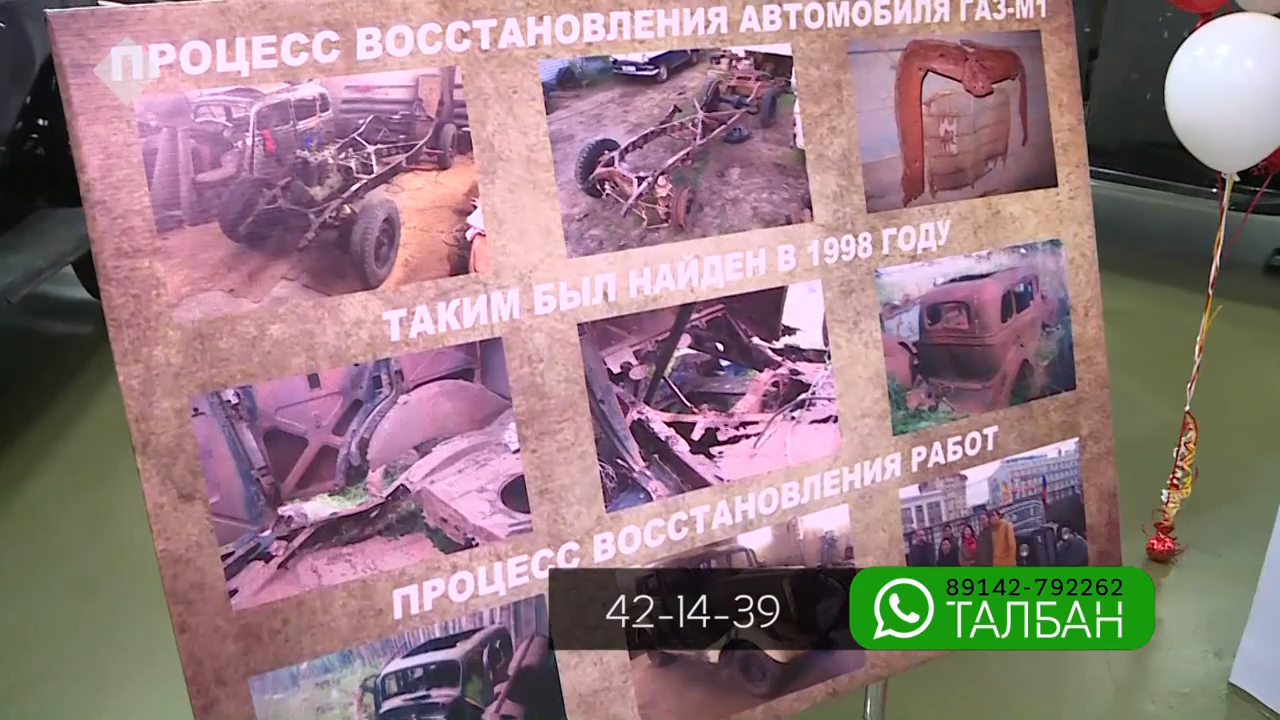 ПРОЦЕСС ВОССТАНОВЛЕНИЯ АВТОМОБИЛЯ ГАЗ-М1
ТАКИМ БЫЛ НАЙДЕН В 1998 ГОДУ
ПРОЦЕСС ВОССТАНОВЛЕНИЯ РАБОТ
42-14-39
89142-792262
ТАЛБАН